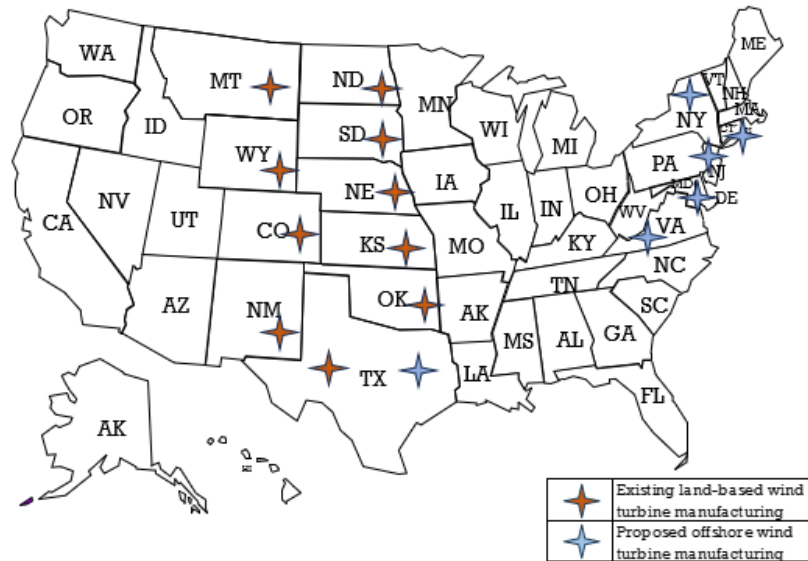 ME
WA
MT
ND
MN
VT
NH
OR
ID
SD
WI
MI
NY
MA
CT
WY
IA
PA
NJ
NE
NV
IL
IN
OH
MD
DE
CA
UT
CO
KS
MO
WV
VA
KY
NC
AZ
NM
OK
AK
TN
SC
MS
AL
GA
TX
LA
FL
AK
Existing land-based wind
turbine manufacturing
Proposed offshore wind
turbine manufacturing